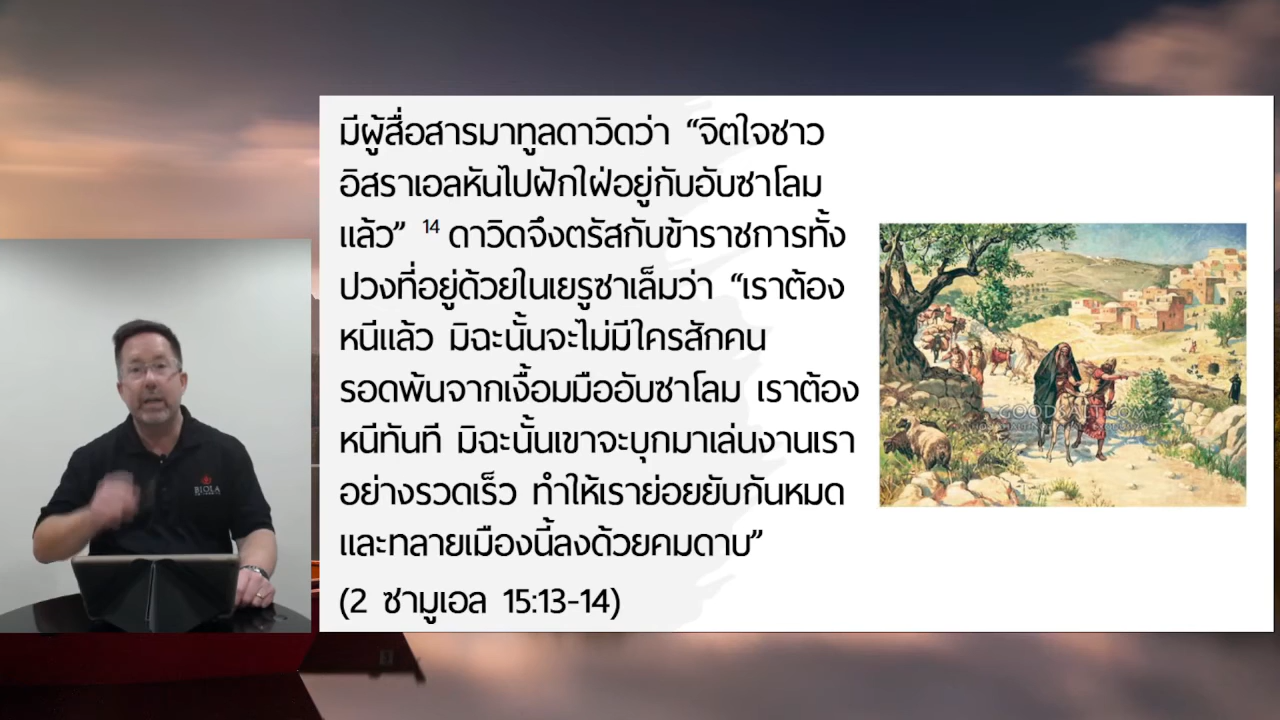 มีผู้สื่อสารมาทูลดาวิดว่า “จิตใจชาว
อิสราเอลหันไปฝักใฝ่อยู่กับอับซาโลม
แล้ว” 14 ดาวิดจึงตรัสกับข้าราชการทั้ง
ปวงที่อยู่ด้วยในเยรูซาเล็มว่า “เราต้อง
หนีแล้ว มิฉะนั้นจะไม่มีใครสักคน
รอดพ้นจากเงื้อมมืออับซาโลม เราต้อง
หนีทันที มิฉะนั้นเขาจะบุกมาเล่นงานเรา
อย่างรวดเร็ว ทำให้เราย่อยยับกันหมด
และทลายเมืองนี้ลงด้วยคมดาบ”
(2 ซามูเอล 15:13-14)
GOODSALT.COM
BIOLA